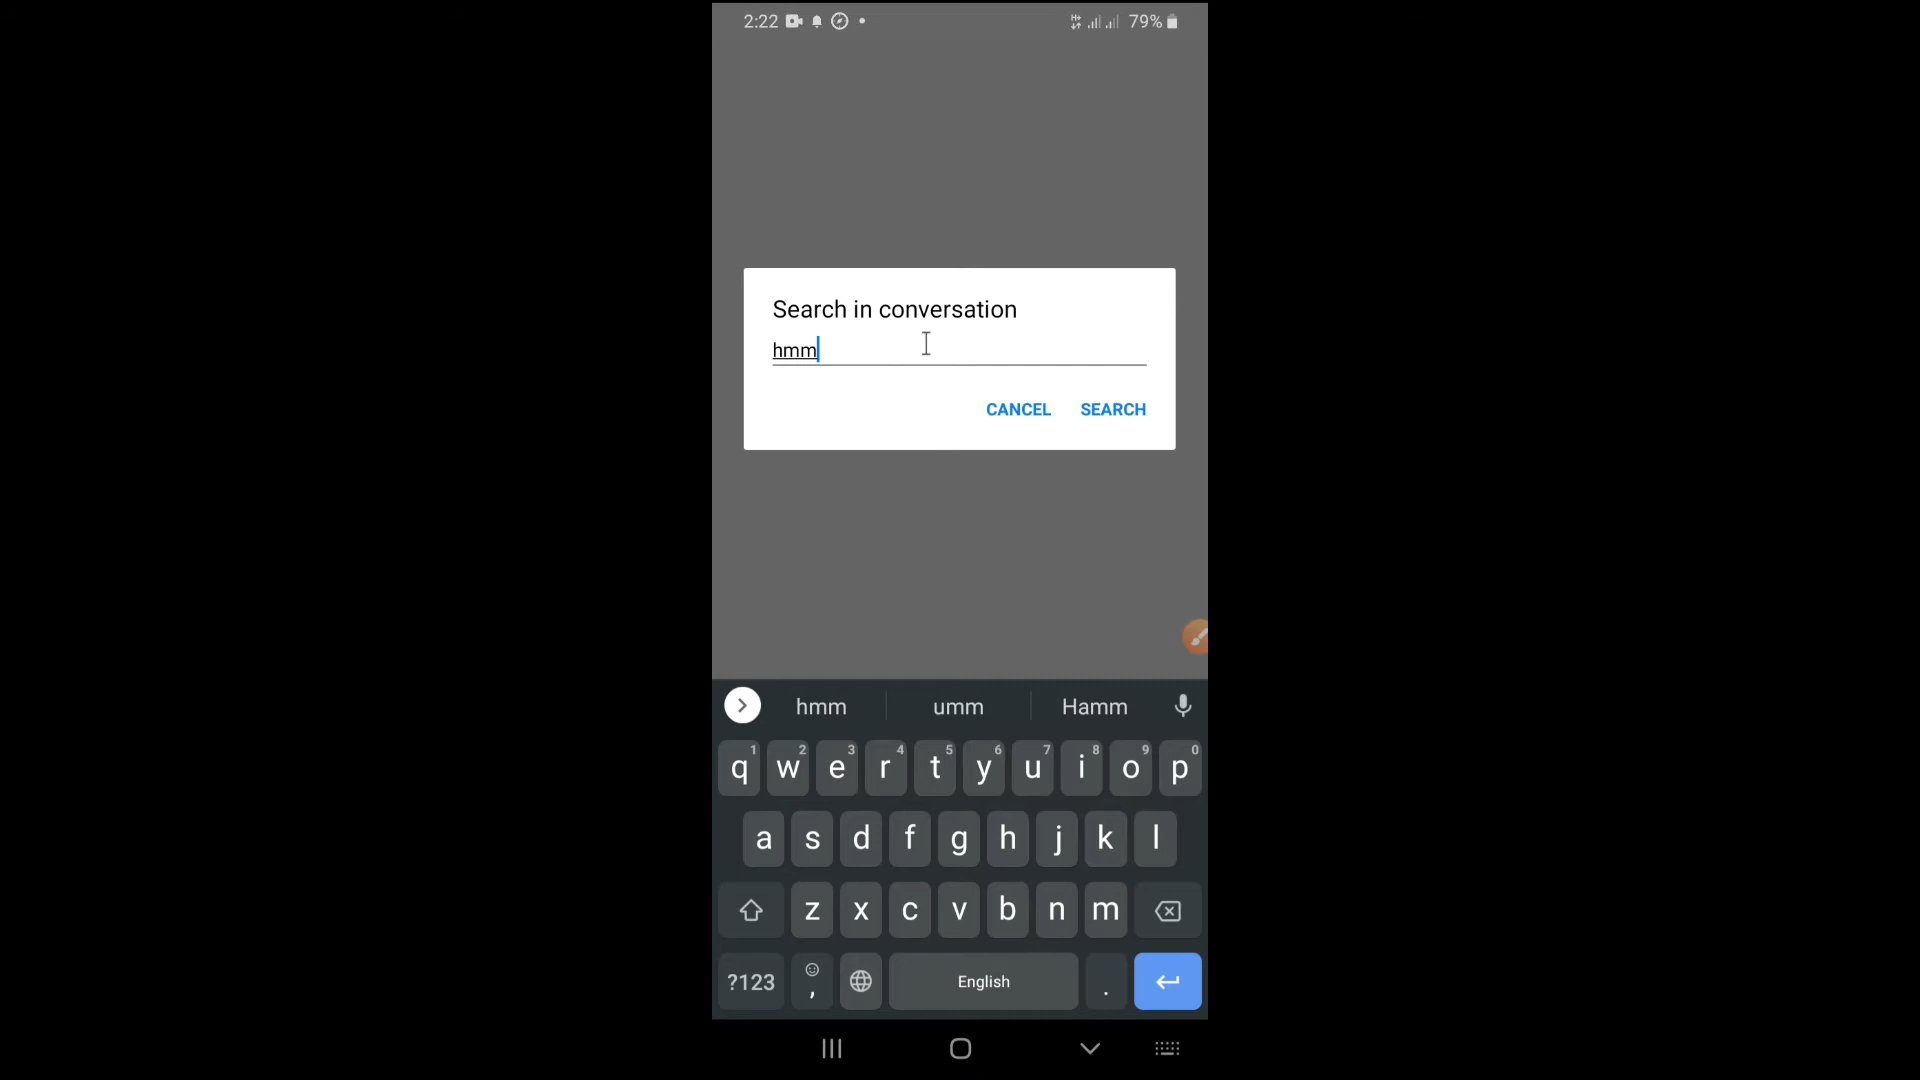 2:22 79%
Search in conversation
hmm
CANCEL SEARCH
hmm umm Hamm
1 2 3 4 5 6 7 8 9 0
q w e r t y u i o p
a s d f g h j k l
z x c v b n m
?123 , English .